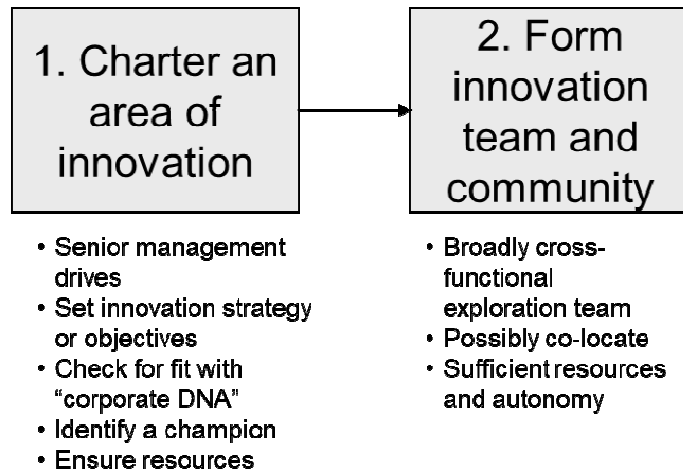 1. Charter an
area of
innovation
2. Form
innovation
team and
community
• Senior management
drives
• Set innovation strategy
or objectives
• Check for fit with
“corporate DNA”
• Identify a champion
• Ensure resources
• Broadly cross-
functional
exploration team
• Possibly co-locate
• Sufficient resources
and autonomy